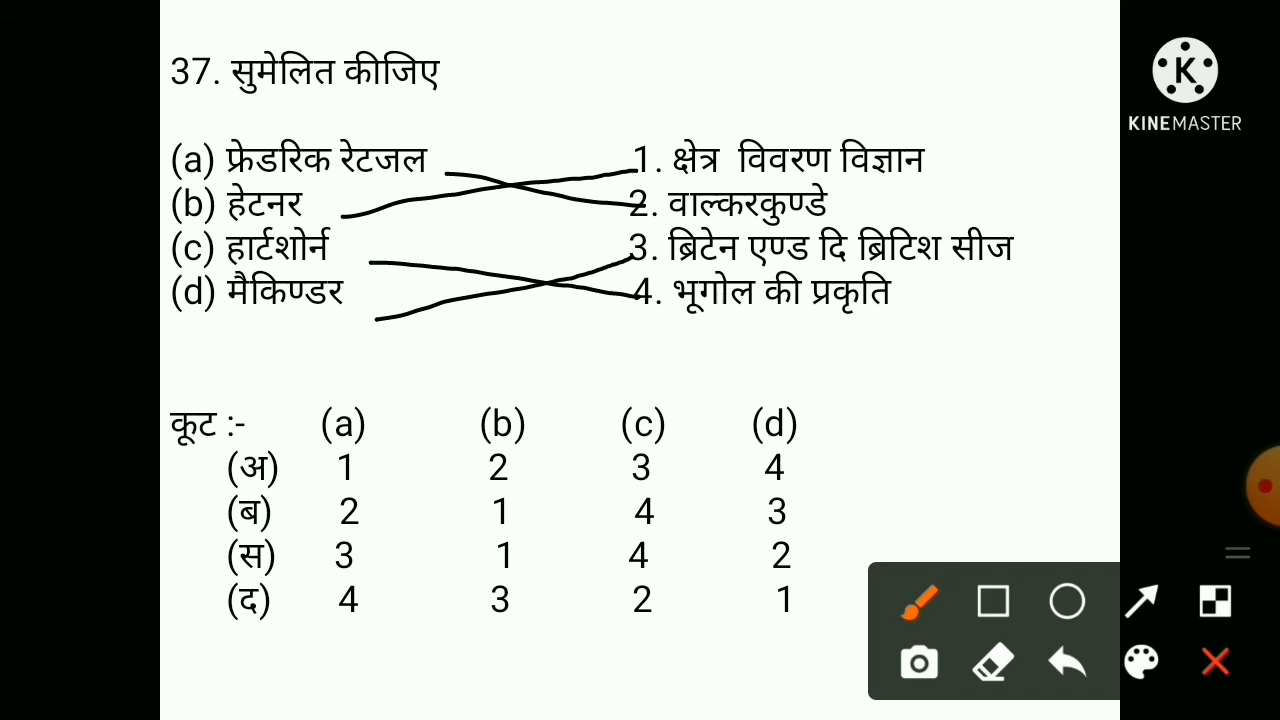 37. सुमेलित कीजिए
K
KINEMASTER
(a) फ्रेडरिक रेटजल 1. क्षेत्र विवरण विज्ञान
(b) हेटनर 2. वाल्करकुण्डे
(c) हार्टशोर्न 3. ब्रिटेन एण्ड दि ब्रिटिश सीज
(d) मैकिण्डर 4. भूगोल की प्रकृति
कूट :- (a) (b) (c) (d)
(अ) 1 2 3 4
(ब) 2 1 4 3
(स) 3 1 4 2
(द) 4 3 2 1